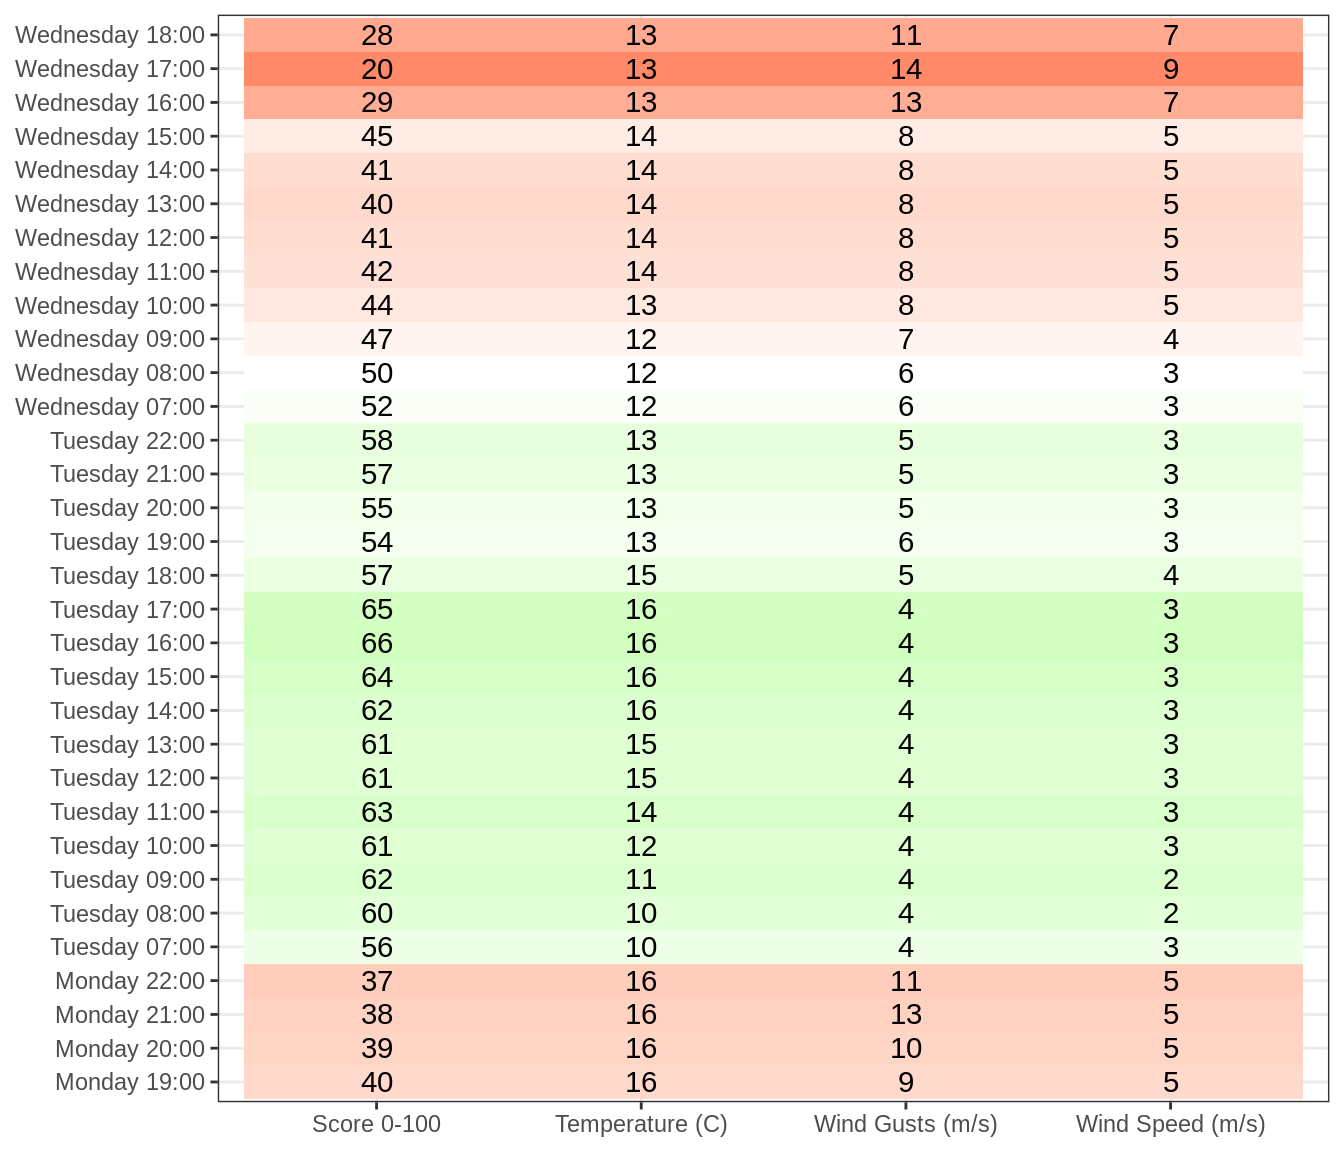 Wednesday 18:00 28 13 11 7
Wednesday 17:00 20 13 14 9
Wednesday 16:00 29 13 13 7
Wednesday 15:00 45 14 8 5
Wednesday 14:00 41 14 8 5
Wednesday 13:00 40 14 8 5
Wednesday 12:00 41 14 8 5
Wednesday 11:00 42 14 8 5
Wednesday 10:00 44 13 8 5
Wednesday 09:00 47 12 7 4
Wednesday 08:00 50 12 6 3
Wednesday 07:00 52 12 6 3
Tuesday 22:00 58 13 5 3
Tuesday 21:00 57 13 5 3
Tuesday 20:00 55 13 5 3
Tuesday 19:00 54 13 6 3
Tuesday 18:00 57 15 5 4
Tuesday 17:00 65 16 4 3
Tuesday 16:00 66 16 4 3
Tuesday 15:00 64 16 4 3
Tuesday 14:00 62 16 4 3
Tuesday 13:00 61 15 4 3
Tuesday 12:00 61 15 4 3
Tuesday 11:00 63 14 4 3
Tuesday 10:00 61 12 4 3
Tuesday 09:00 62 11 4 2
Tuesday 08:00 60 10 4 2
Tuesday 07:00 56 10 4 3
Monday 22:00 37 16 11 5
Monday 21:00 38 16 13 5
Monday 20:00 39 16 10 5
Monday 19:00 40 16 9 5
Score 0-100 Temperature (C) Wind Gusts (m/s) Wind Speed (m/s)